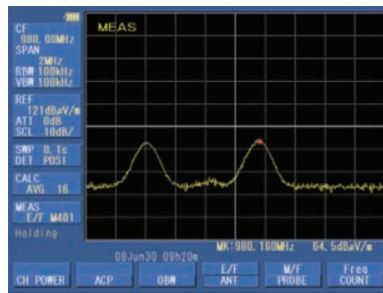 MEAS
CF
980.00MHz
SPAN
2MHz
RBW 100kHz
VBW 100kHz
REF
121dBμV/m
ATT 0dB
SCL 10dB/
SWP 0.1s
DET POSI
CALC
AVG 16
MEAS
E/F M401
Holding
MK:980.160MHz 64.5dBμV/m
08Jun30 09h20m
CH POWER
ACP
OBW
E/F
ANT
M/F
PROBE
Freq
COUNT